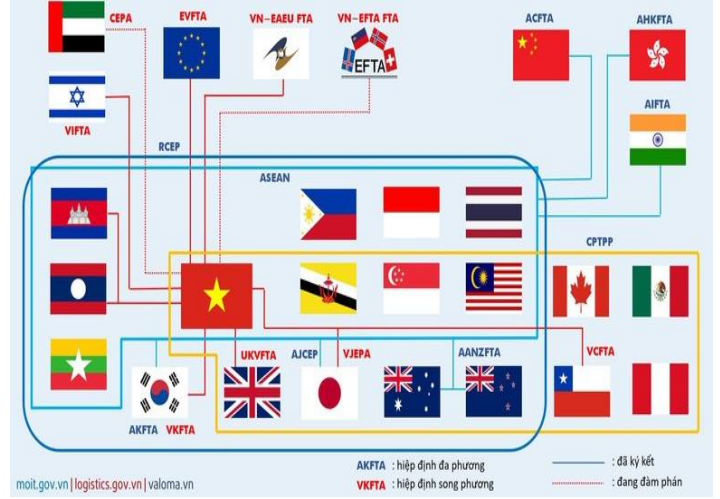 CEPA
EVFTA
VN-EAEU FTA
VN-EFTA FTA
ACFTA
AHKFTA
EFTA
VIFTA
AIFTA
RCEP
ASEAN
CPTPP
UKVFTA
AJCEP
VJEPA
AANZFTA
VCFTA
AKFTA VKFTA
AKFTA : hiệp định đa phương
: đã ký kết
VKFTA : hiệp định song phương
: đang đàm phán
moit.gov.vn | logistics.gov.vn | valoma.vn